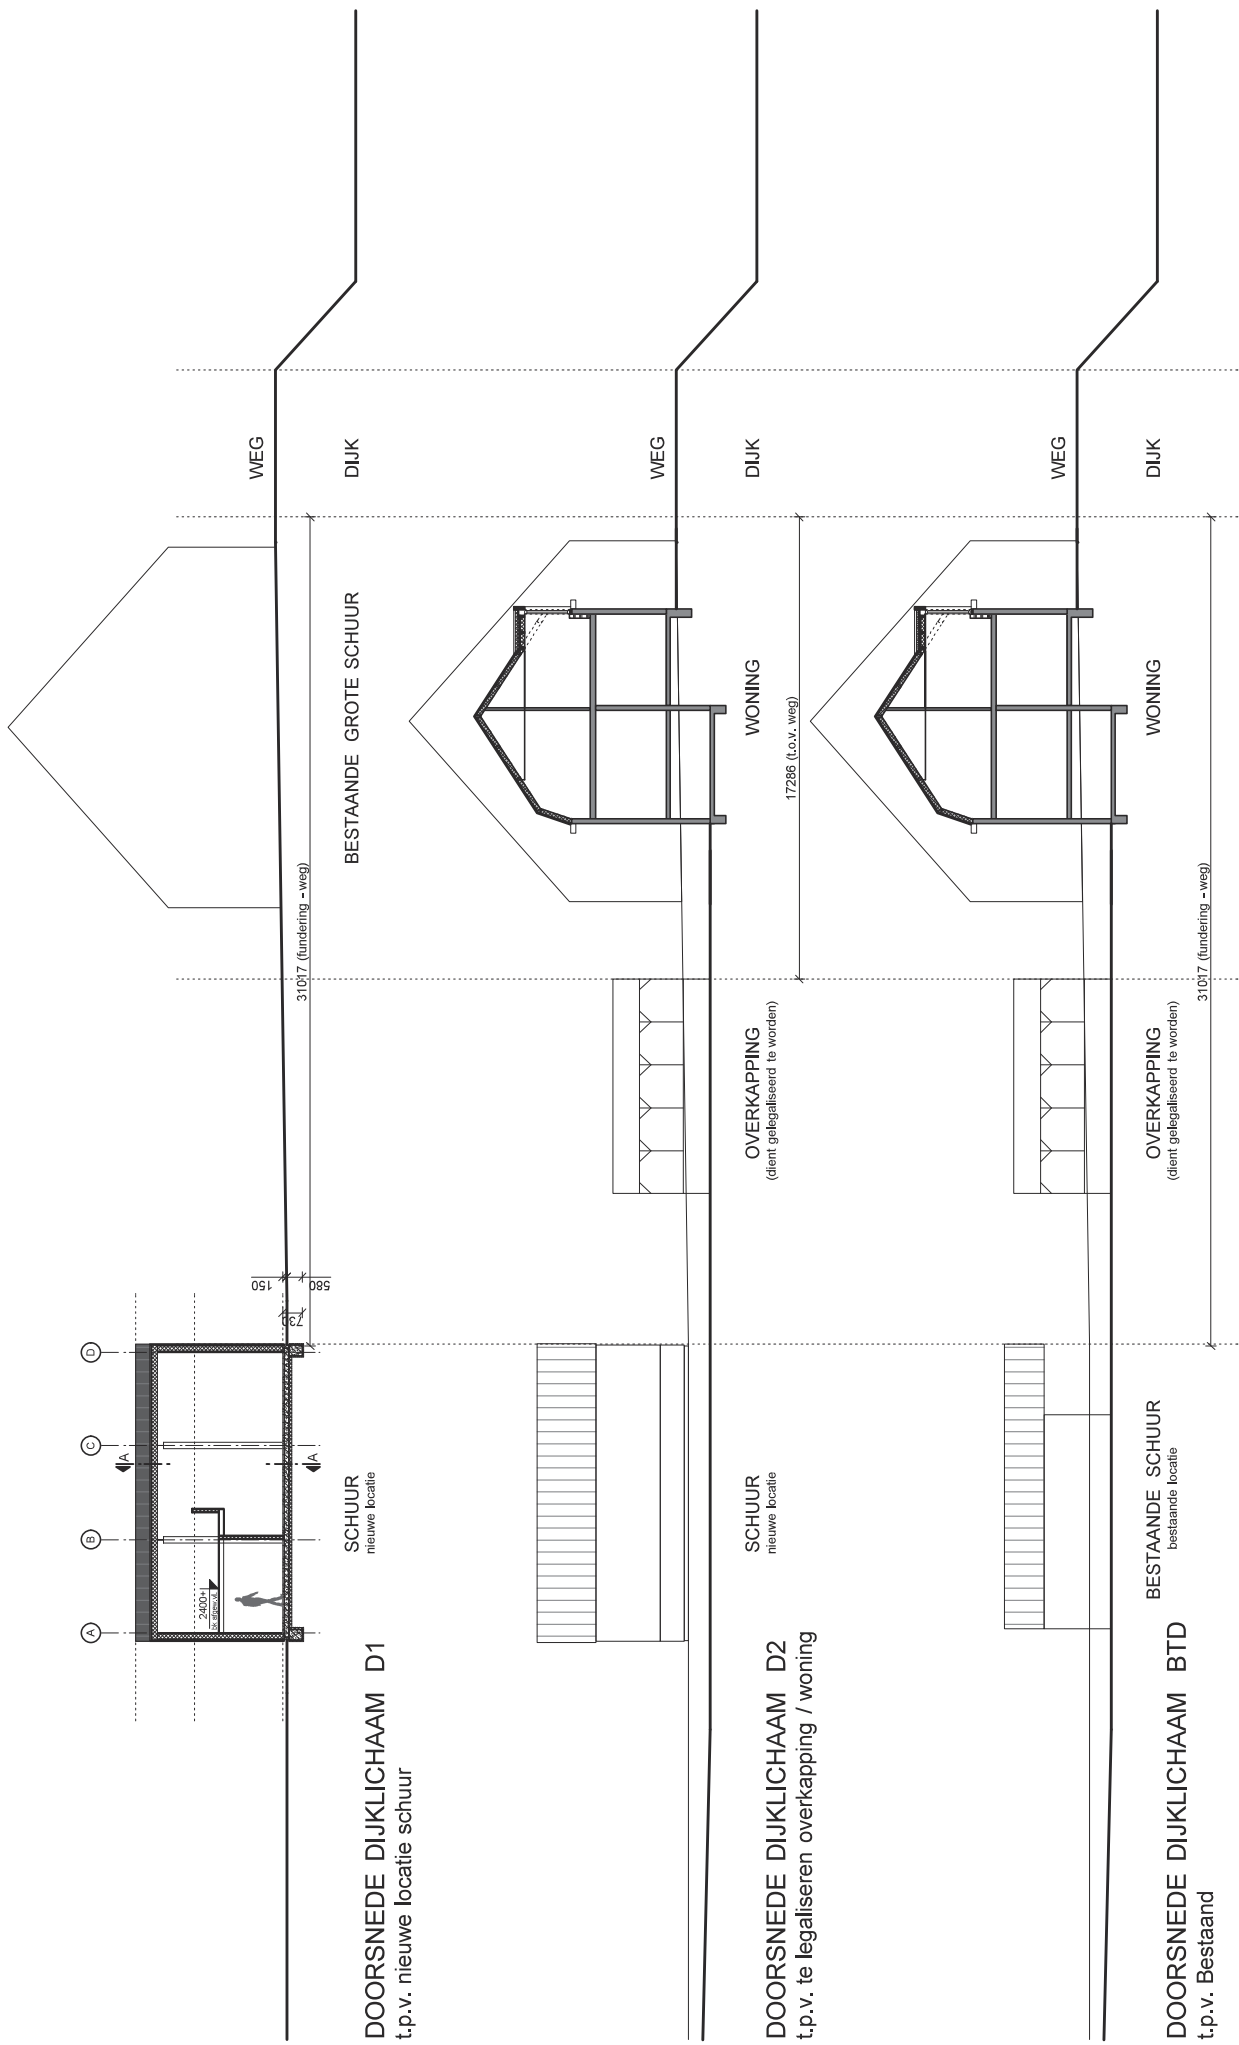 A
B
C
D
A
A
2400+
bk afgew.vl.
150
580
730
31017 (fundering - weg)
WEG
DIJK
BESTAANDE GROTE SCHUUR
SCHUUR
nieuwe locatie
DOORSNEDE DIJKLICHAAM D1
t.p.v. nieuwe locatie schuur
WEG
DIJK
WONING
17286 (t.o.v. weg)
OVERKAPPING
(dient gelegaliseerd te worden)
SCHUUR
nieuwe locatie
DOORSNEDE DIJKLICHAAM D2
t.p.v. te legaliseren overkapping / woning
WEG
DIJK
WONING
31017 (fundering - weg)
OVERKAPPING
(dient gelegaliseerd te worden)
BESTAANDE SCHUUR
bestaande locatie
DOORSNEDE DIJKLICHAAM BTD
t.p.v. Bestaand